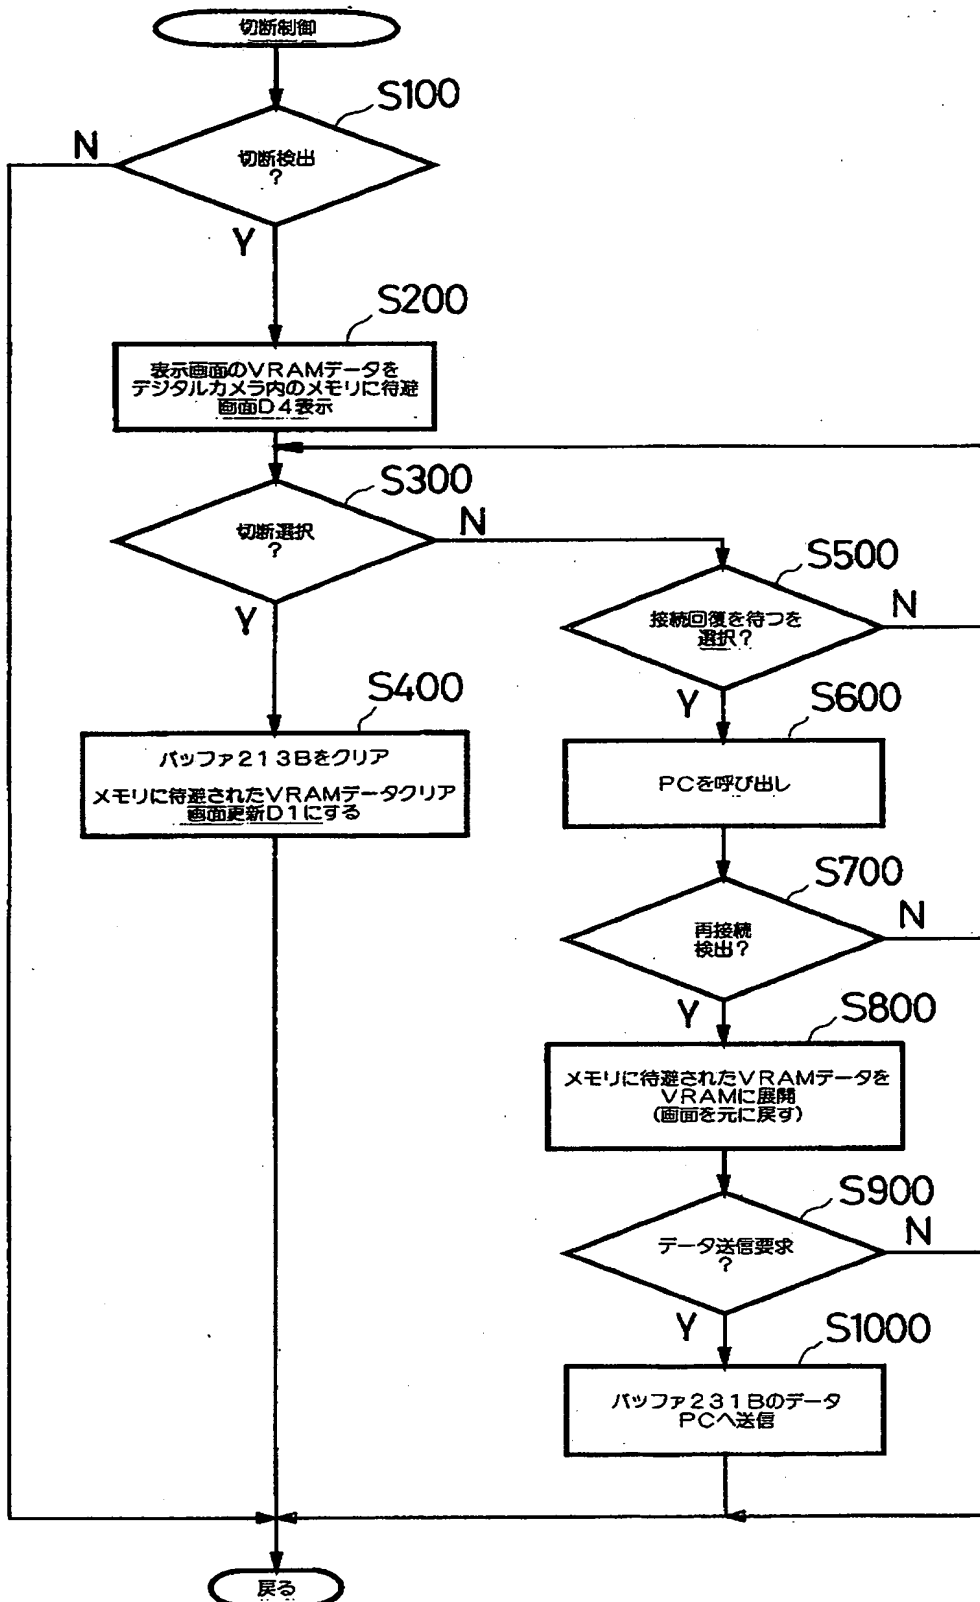 切断制御
S100
N
切断検出
?
Y
S200
表示画面のVRAMデータを
デジタルカメラ内のメモリに待避
画面D4表示
S300
切断選択
?
N
Y
S500
接続回復を待つを
選択?
N
Y
S400
バッファ213Bをクリア
メモリに待避されたVRAMデータクリア
画面更新D1にする
S600
PCを呼び出し
S700
再接続
検出?
N
Y
S800
メモリに待避されたVRAMデータを
VRAMに展開
(画面を元に戻す)
S900
データ送信要求
?
N
Y
S1000
バッファ231Bのデータ
PCへ送信
戻る